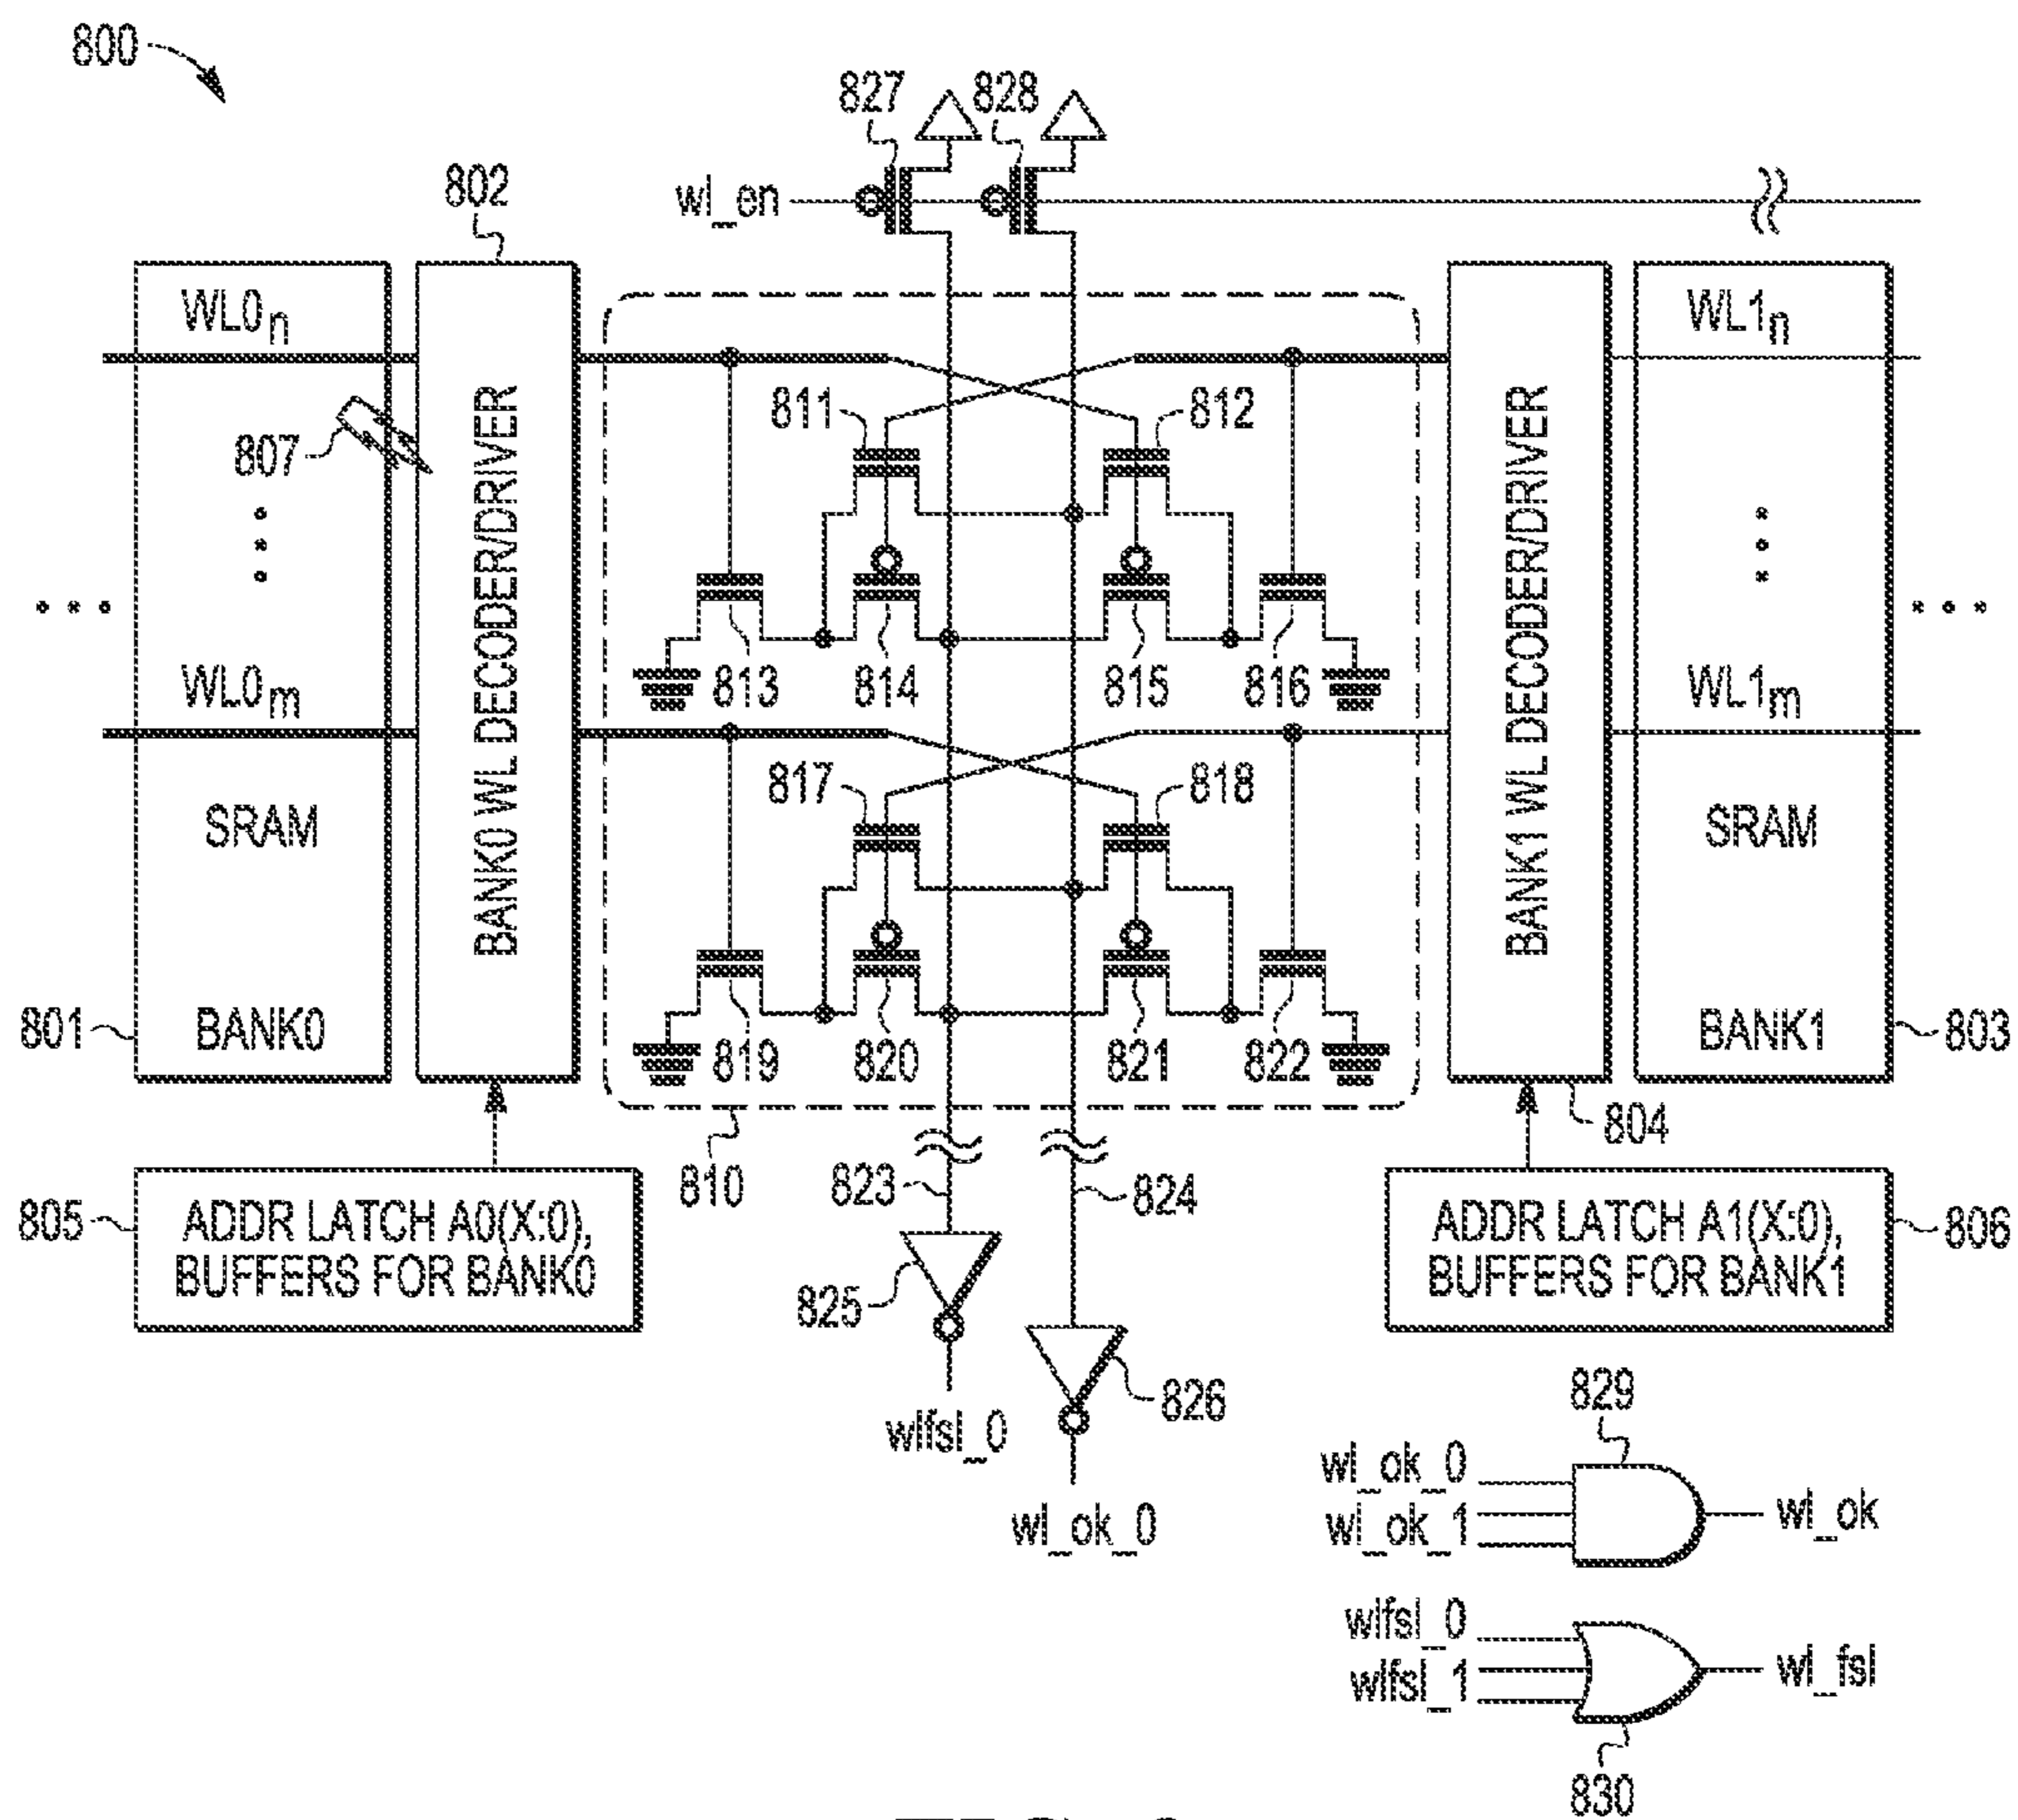 800
827 828
wl_en
802
WL0n
WL1n
811
812
807
BANK0 WL DECODER/DRIVER
BANK1 WL DECODER/DRIVER
813 814 815 816
WL0m
WL1m
817
818
SRAM
SRAM
801
BANK0
819 820 821 822
BANK1
803
804
810
823
824
805
ADDR LATCH A0(X:0),
BUFFERS FOR BANK0
ADDR LATCH A1(X:0),
BUFFERS FOR BANK1
806
825
826
wlfsl_0
wl_ok_0
829
wl_ok_0
wl_ok_1
wl_ok
wlfsl_0
wlfsl_1
wl_fsl
830